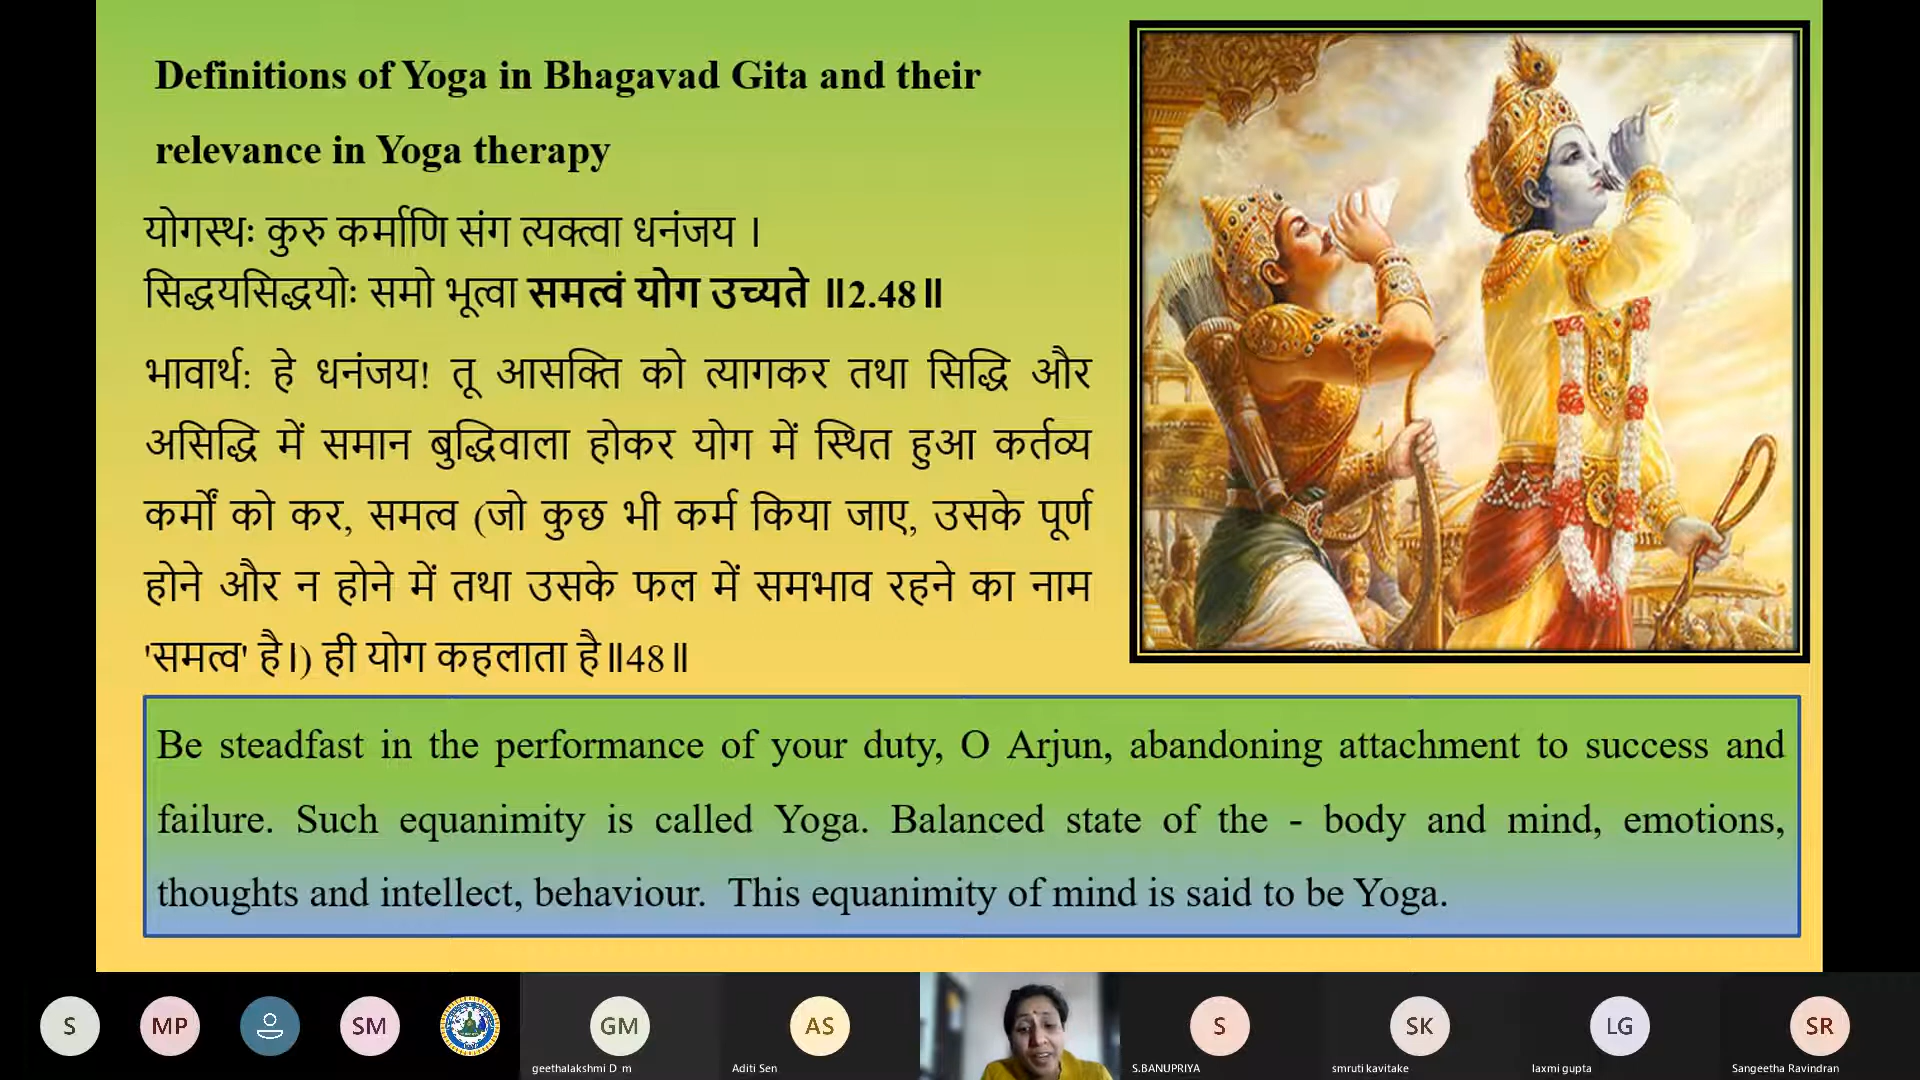 Definitions of Yoga in Bhagavad Gita and their
relevance in Yoga therapy
योगस्थः कुरु कर्माणि संग त्यक्त्वा धनंजय ।
सिद्धयसिद्धयोः समो भूत्वा समत्वं योग उच्यते ॥2.48॥
भावार्थ: हे धनंजय! तू आसक्ति को त्यागकर तथा सिद्धि और
असिद्धि में समान बुद्धिवाला होकर योग में स्थित हुआ कर्तव्य
कर्मों को कर, समत्व (जो कुछ भी कर्म किया जाए, उसके पूर्ण
होने और न होने में तथा उसके फल में समभाव रहने का नाम
'समत्व' है।) ही योग कहलाता है॥48॥
Be steadfast in the performance of your duty, O Arjun, abandoning attachment to success and
failure. Such equanimity is called Yoga. Balanced state of the - body and mind, emotions,
thoughts and intellect, behaviour. This equanimity of mind is said to be Yoga.
S MP SM GM AS S SK LG SR
geethalakshmi D m Aditi Sen S.BANUPRIYA smruti kavitake laxmi gupta Sangeetha Ravindran